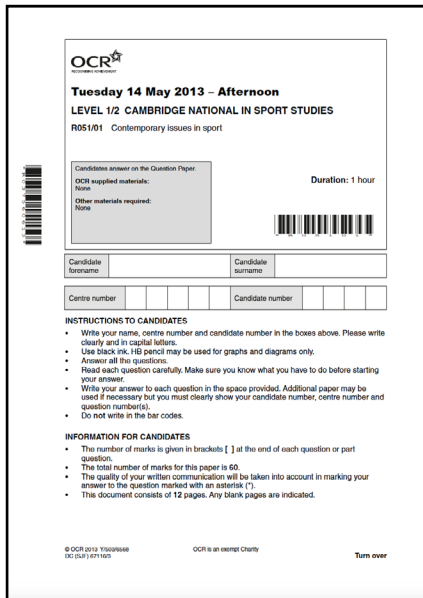 OCR
RECOGNISING ACHIEVEMENT
Tuesday 14 May 2013 – Afternoon
LEVEL 1/2 CAMBRIDGE NATIONAL IN SPORT STUDIES
R051/01 Contemporary issues in sport
Candidates answer on the Question Paper.
OCR supplied materials:
None
Other materials required:
None
Duration: 1 hour
Candidate forename
Candidate surname
Centre number
Candidate number
INSTRUCTIONS TO CANDIDATES
• Write your name, centre number and candidate number in the boxes above. Please write
clearly and in capital letters.
• Use black ink. HB pencil may be used for graphs and diagrams only.
• Answer all the questions.
• Read each question carefully. Make sure you know what you have to do before starting
your answer.
• Write your answer to each question in the space provided. Additional paper may be
used if necessary but you must clearly show your candidate number, centre number and
question number(s).
• Do not write in the bar codes.
INFORMATION FOR CANDIDATES
• The number of marks is given in brackets [ ] at the end of each question or part
question.
• The total number of marks for this paper is 60.
• The quality of your written communication will be taken into account in marking your
answer to the question marked with an asterisk (*).
• This document consists of 12 pages. Any blank pages are indicated.
© OCR 2013 Y/503/6568
DC (SJF) 67116/5
OCR is an exempt Charity
Turn over